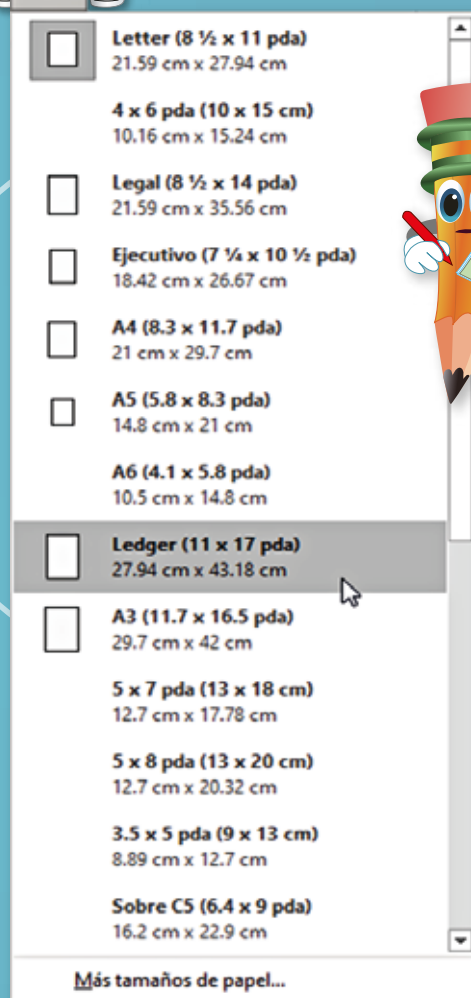 Letter (8 ½ x 11 pda)
21.59 cm x 27.94 cm
4 x 6 pda (10 x 15 cm)
10.16 cm x 15.24 cm
Legal (8 ½ x 14 pda)
21.59 cm x 35.56 cm
Ejecutivo (7 ¼ x 10 ½ pda)
18.42 cm x 26.67 cm
A4 (8.3 x 11.7 pda)
21 cm x 29.7 cm
A5 (5.8 x 8.3 pda)
14.8 cm x 21 cm
A6 (4.1 x 5.8 pda)
10.5 cm x 14.8 cm
Ledger (11 x 17 pda)
27.94 cm x 43.18 cm
A3 (11.7 x 16.5 pda)
29.7 cm x 42 cm
5 x 7 pda (13 x 18 cm)
12.7 cm x 17.78 cm
5 x 8 pda (13 x 20 cm)
12.7 cm x 20.32 cm
3.5 x 5 pda (9 x 13 cm)
8.89 cm x 12.7 cm
Sobre C5 (6.4 x 9 pda)
16.2 cm x 22.9 cm
Más tamaños de papel...